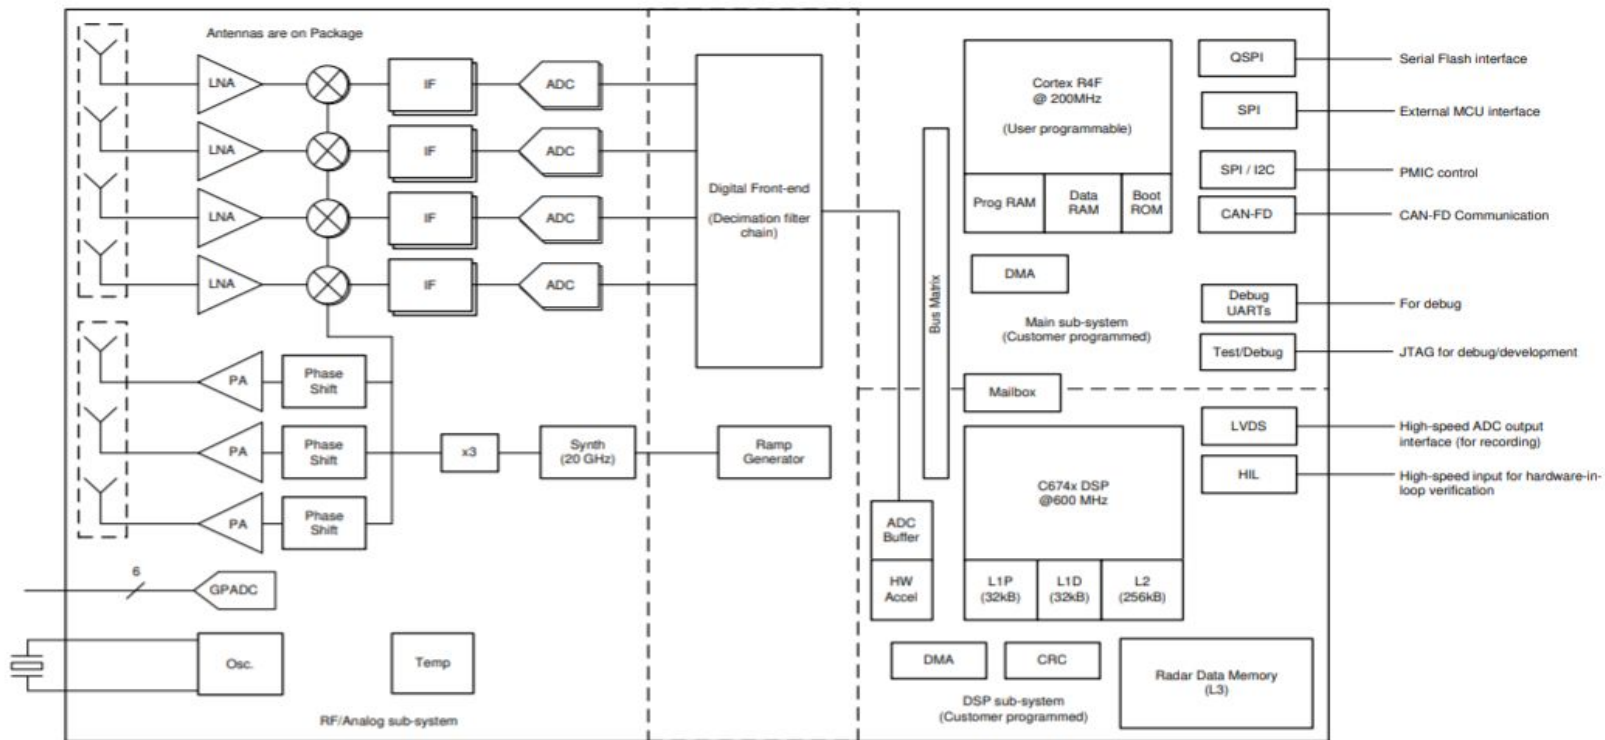 Antennas are on Package
LNA
IF
ADC
LNA
IF
ADC
LNA
IF
ADC
LNA
IF
ADC
PA
Phase
Shift
PA
Phase
Shift
PA
Phase
Shift
x3
Synth
(20 GHz)
6
GPADC
Osc.
Temp
RF/Analog sub-system
Digital Front-end
(Decimation filter
chain)
Ramp
Generator
Bus Matrix
ADC
Buffer
HW
Accel
Cortex R4F
@ 200MHz
(User programmable)
Prog RAM
Data
RAM
Boot
ROM
DMA
Main sub-system
(Customer programmed)
Mailbox
QSPI
Serial Flash interface
SPI
External MCU interface
SPI / I2C
PMIC control
CAN-FD
CAN-FD Communication
Debug
UARTs
For debug
Test/Debug
JTAG for debug/development
LVDS
High-speed ADC output
interface (for recording)
HIL
High-speed input for hardware-in-
loop verification
C674x DSP
@600 MHz
L1P
(32kB)
L1D
(32kB)
L2
(256kB)
DMA
CRC
DSP sub-system
(Customer programmed)
Radar Data Memory
(L3)